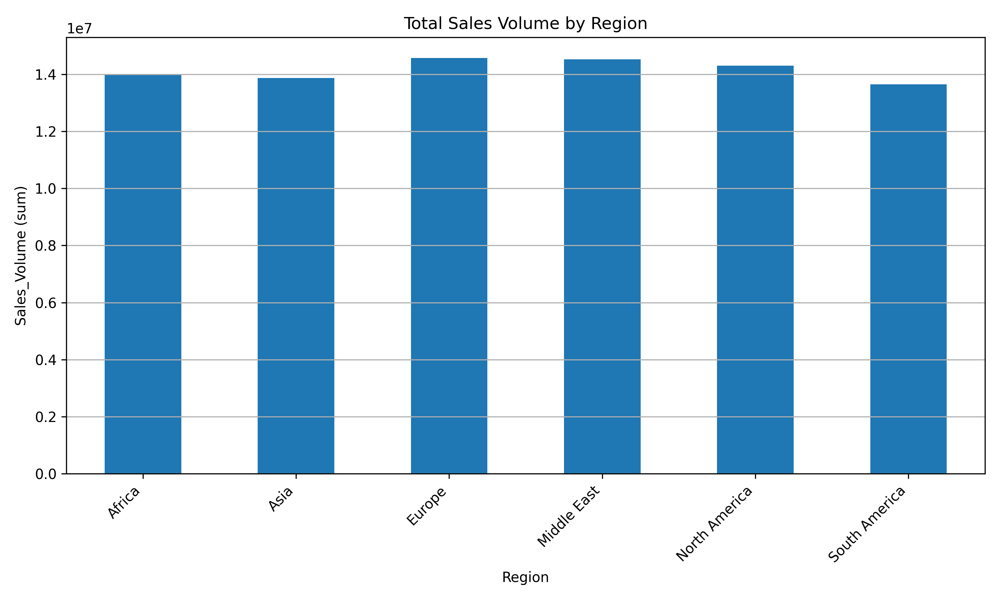 Total Sales Volume by Region
1e7
1.4
1.2
1.0
0.8
0.6
0.4
0.2
0.0
Sales_Volume (sum)
Africa
Asia
Europe
Middle East
North America
South America
Region